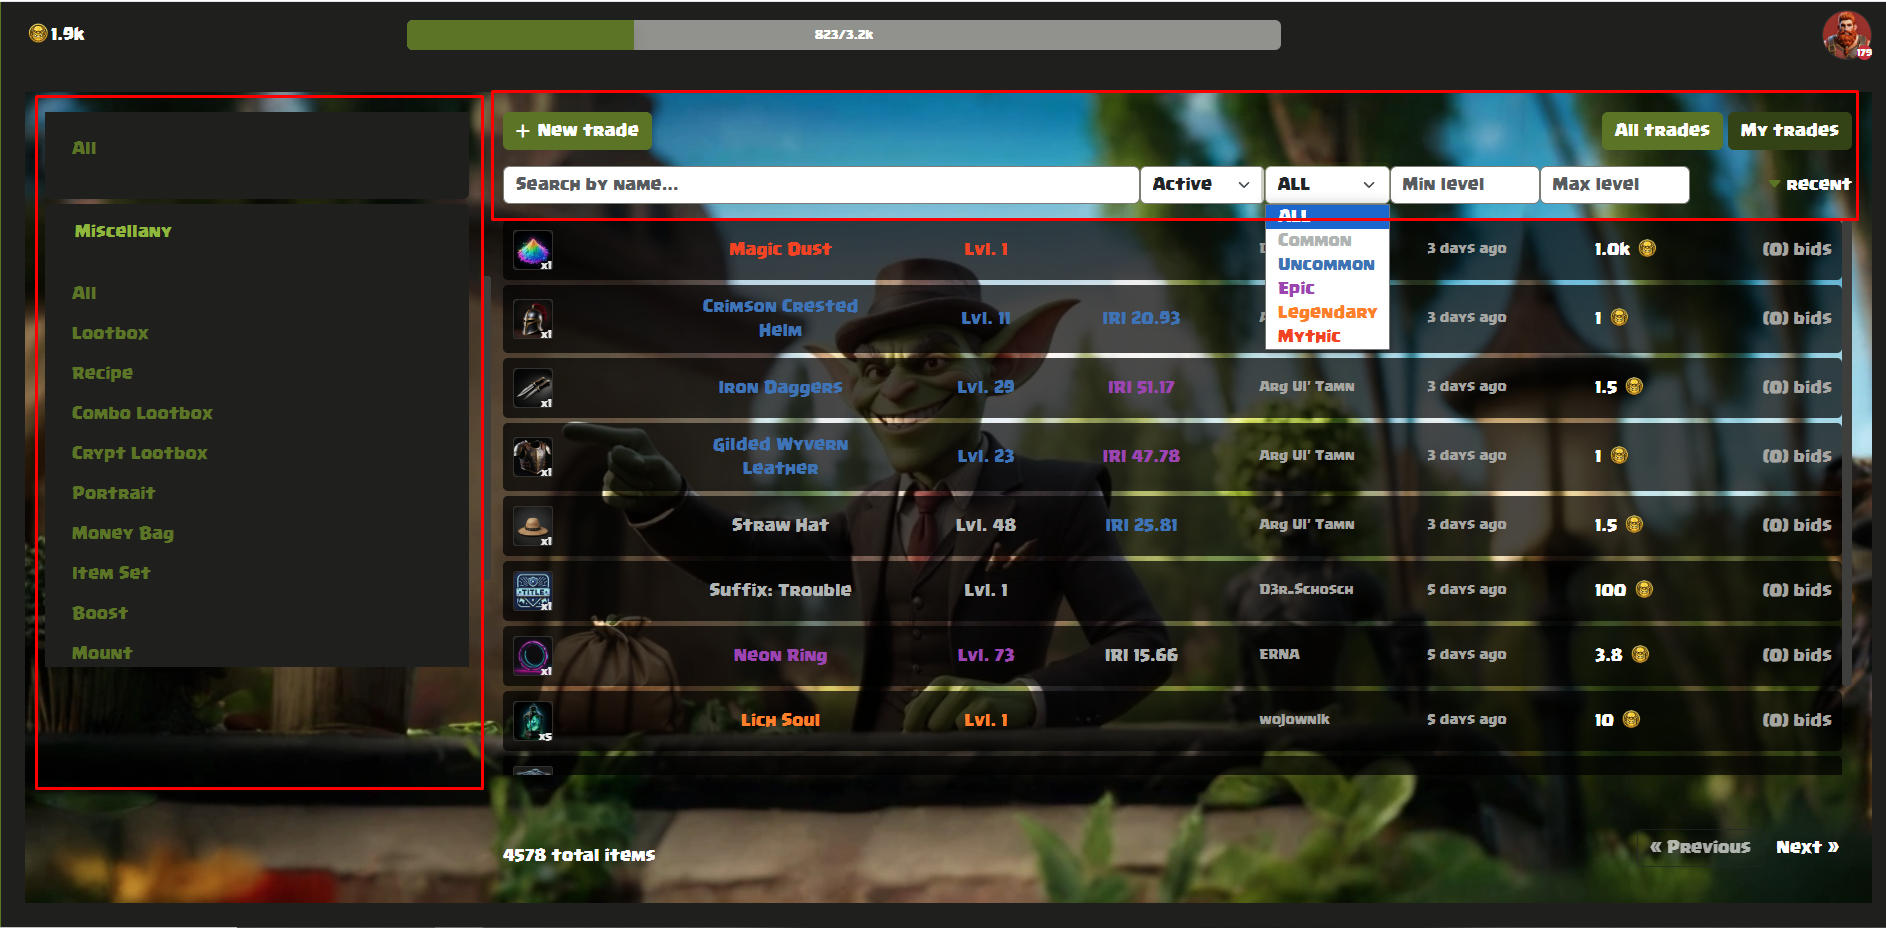 1.9k
823/3.2k
179
All
Miscellany
All
Lootbox
Recipe
Combo Lootbox
Crypt Lootbox
Portrait
Money Bag
Item Set
Boost
Mount
+ New trade
All trades
My trades
Search by name...
Active
ALL
Min level
Max level
recent
ALL
Common
Uncommon
Epic
Legendary
Mythic
x1 Magic Dust Lvl. 1 3 days ago 1.0k (0) bids
x1 Crimson Crested Helm Lvl. 11 IRI 20.93 3 days ago 1 (0) bids
x1 Iron Daggers Lvl. 29 IRI 51.17 Arg Ul' Tamn 3 days ago 1.5 (0) bids
x1 Gilded Wyvern Leather Lvl. 23 IRI 47.78 Arg Ul' Tamn 3 days ago 1 (0) bids
x1 Straw Hat Lvl. 48 IRI 25.81 Arg Ul' Tamn 3 days ago 1.5 (0) bids
TITLE x1 Suffix: Trouble Lvl. 1 D3r_Schosch 5 days ago 100 (0) bids
x1 Neon Ring Lvl. 73 IRI 15.66 ERNA 5 days ago 3.8 (0) bids
x5 Lich Soul Lvl. 1 wojownik 5 days ago 10 (0) bids
4578 total items
« Previous
Next »